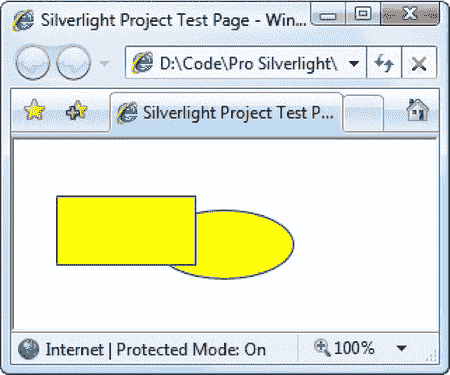 Silverlight Project Test Page - Win...
D:\Code\Pro Silverlight\
Silverlight Project Test P...
Internet | Protected Mode: On
100%